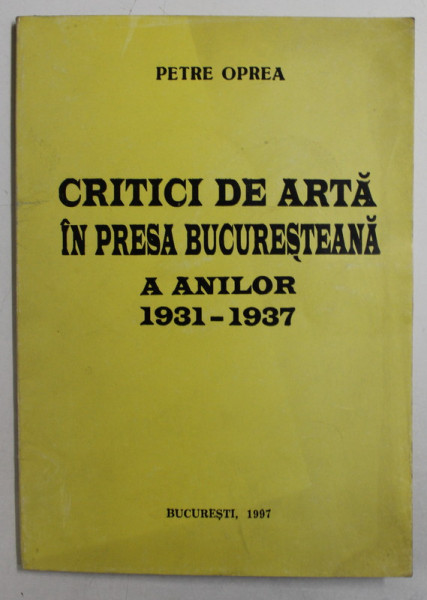 PETRE OPREA
CRITICI DE ARTĂ
ÎN PRESA BUCUREȘTEANĂ
A ANILOR
1931-1937
BUCUREȘTI, 1997